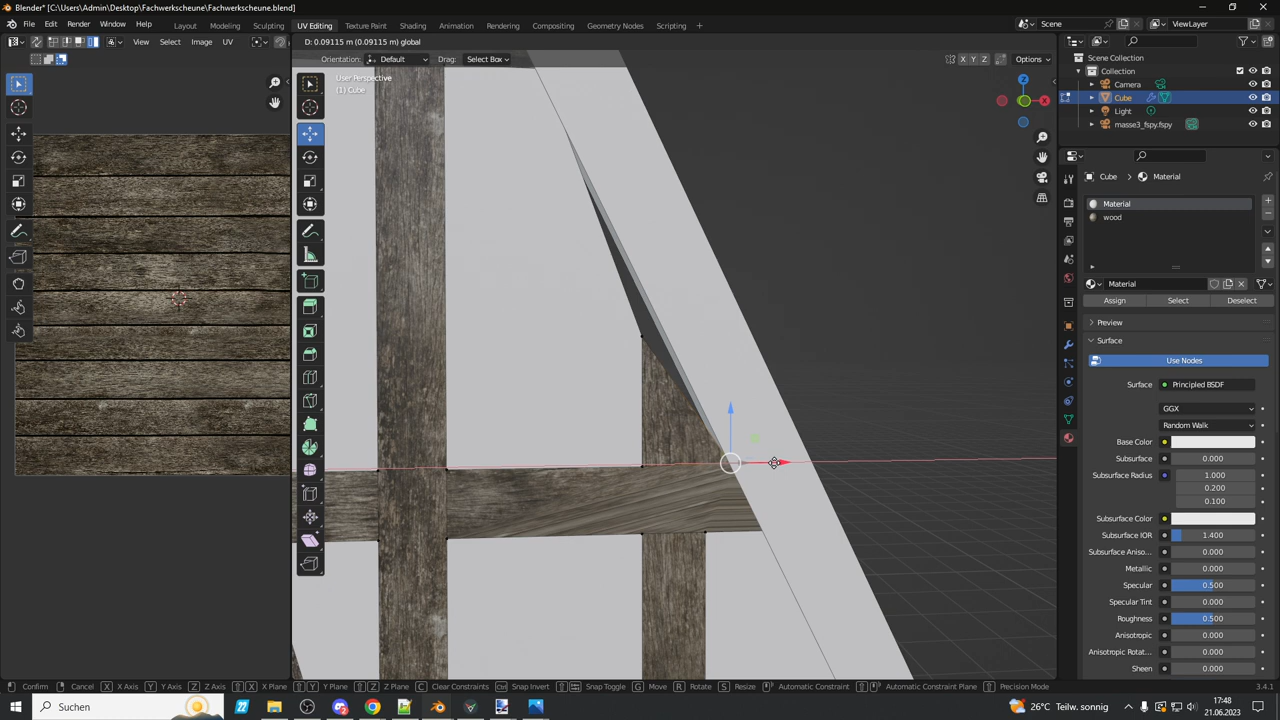 Blender* [C:\Users\Admin\Desktop\Fachwerkscheune\Fachwerkscheune.blend]
File Edit Render Window Help
Layout Modeling Sculpting UV Editing Texture Paint Shading Animation Rendering Compositing Geometry Nodes Scripting +
Scene
ViewLayer
View Select Image UV
D: 0.09115 m (0.09115 m) global
Orientation: Default Drag: Select Box
X Y Z Options
User Perspective
(1) Cube
Z
X
Scene Collection
Collection
Camera
Cube
Light
masse3_fspy.fspy
Cube > Material
Material
wood
Material
Assign Select Deselect
Preview
Surface
Use Nodes
Surface Principled BSDF
GGX
Random Walk
Base Color
Subsurface 0.000
Subsurface Radius 1.000
0.200
0.100
Subsurface Color
Subsurface IOR 1.400
Subsurface Aniso... 0.000
Metallic 0.000
Specular 0.500
Specular Tint 0.000
Roughness 0.500
Anisotropic 0.000
Anisotropic Rotat... 0.000
Sheen 0.000
Confirm Cancel X X Axis Y Y Axis Z Z Axis X X Plane Y Y Plane Z Z Plane C Clear Constraints Ctrl Snap Invert Snap Toggle G Move R Rotate S Resize Automatic Constraint Automatic Plane Constraint Precision Mode
3.4.1
Suchen
26°C Teilw. sonnig
17:48
21.06.2023